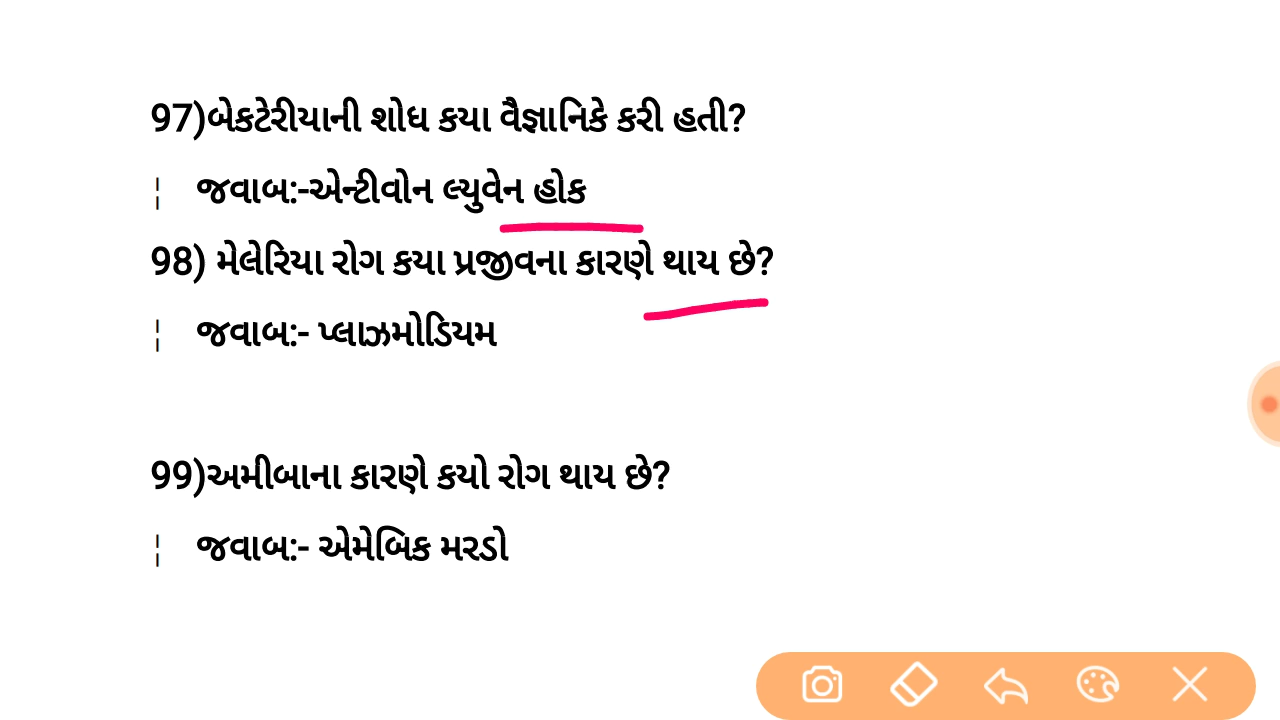 97)બેકટેરીયાની શોધ કયા વૈજ્ઞાનિકે કરી હતી?
¦ જવાબ:-એન્ટીવોન લ્યુવેન હોક
98) મેલેરિયા રોગ કયા પ્રજીવના કારણે થાય છે?
¦ જવાબ:- પ્લાઝમોડિયમ
99)અમીબાના કારણે કયો રોગ થાય છે?
¦ જવાબ:- એમેબિક મરડો